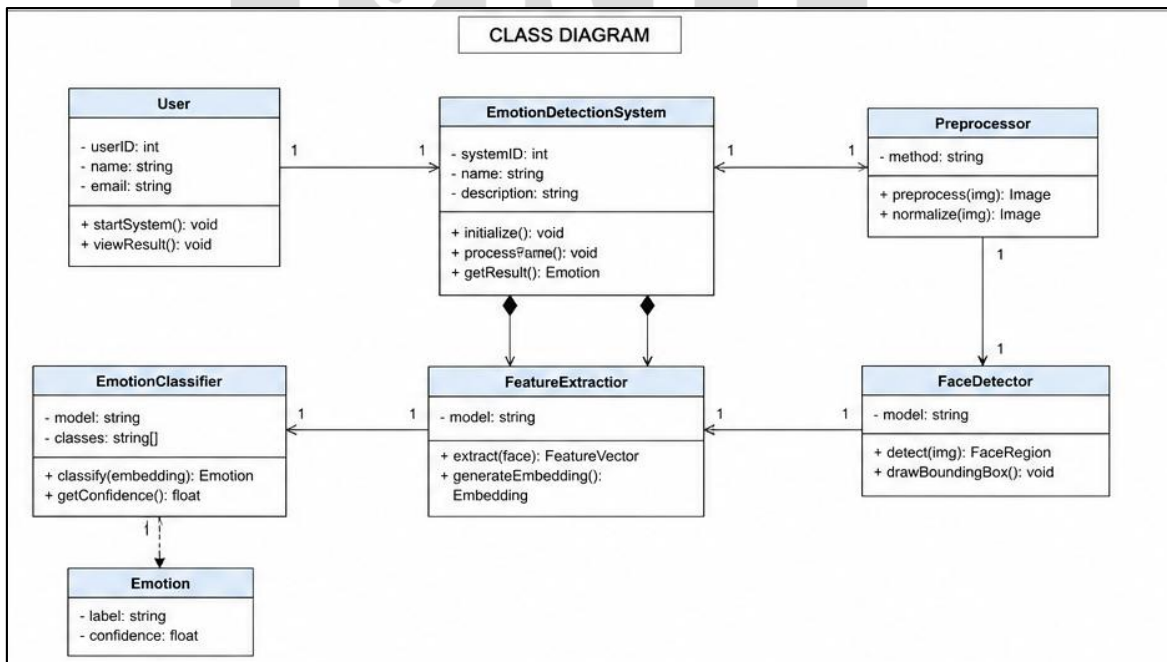 CLASS DIAGRAM
User
- userID: int
- name: string
- email: string
+ startSystem(): void
+ viewResult(): void
1
1
EmotionDetectionSystem
- systemID: int
- name: string
- description: string
+ initialize(): void
+ getResult(): Emotion
1
1
Preprocessor
- method: string
+ preprocess(img): Image
+ normalize(img): Image
1
1
EmotionClassifier
- model: string
- classes: string[]
+ classify(embedding): Emotion
+ getConfidence(): float
1
1
FeatureExtractior
- model: string
+ extract(face): FeatureVector
+ generateEmbedding():
Embedding
1
1
FaceDetector
- model: string
+ detect(img): FaceRegion
+ drawBoundingBox(): void
1
Emotion
- label: string
- confidence: float